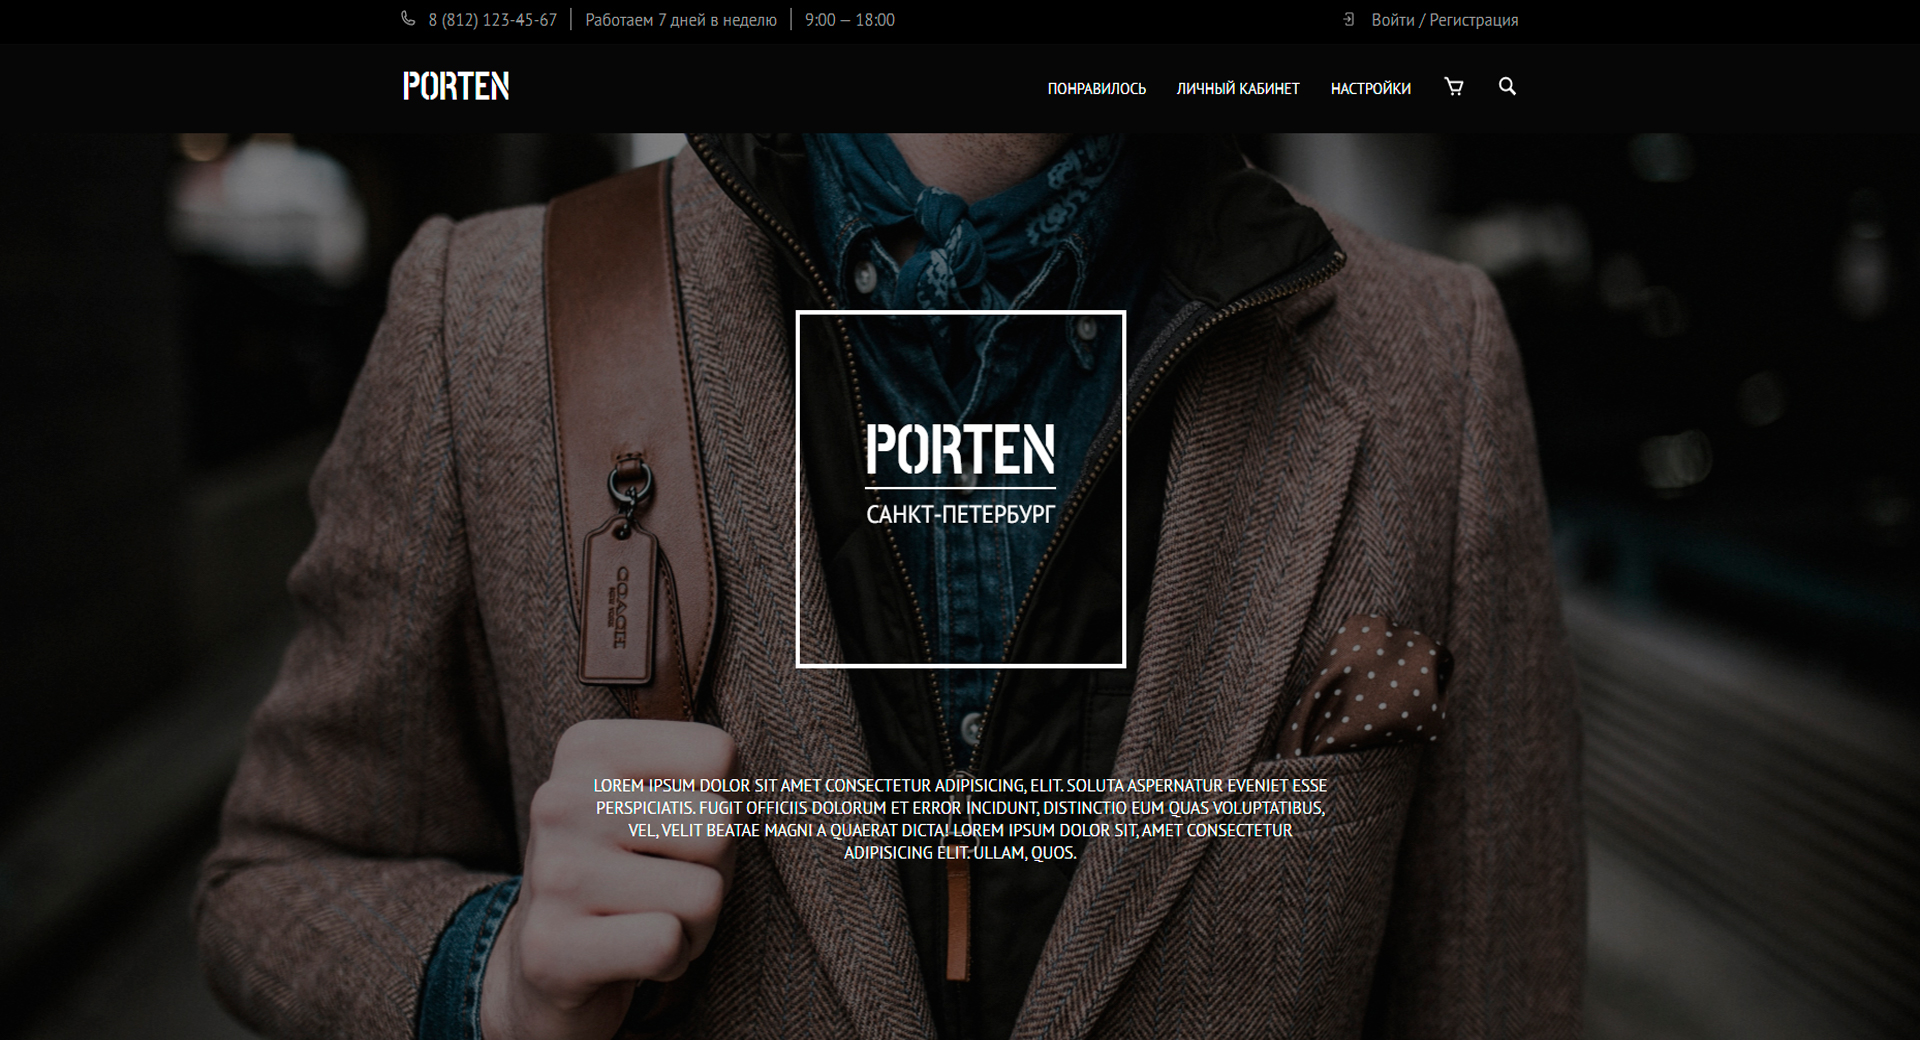 8 (812) 123-45-67 | Работаем 7 дней в неделю | 9:00 — 18:00
Войти / Регистрация
PORTEN
ПОНРАВИЛОСЬ ЛИЧНЫЙ КАБИНЕТ НАСТРОЙКИ
PORTEN
САНКТ-ПЕТЕРБУРГ
COACH
NEW YORK
LOREM IPSUM DOLOR SIT AMET CONSECTETUR ADIPISICING, ELIT. SOLUTA ASPERNATUR EVENIET ESSE
PERSPICIATIS. FUGIT OFFICIIS DOLORUM ET ERROR INCIDUNT, DISTINCTIO EUM QUAS VOLUPTATIBUS,
VEL, VELIT BEATAE MAGNI A QUAERAT DICTA! LOREM IPSUM DOLOR SIT, AMET CONSECTETUR
ADIPISICING ELIT. ULLAM, QUOS.